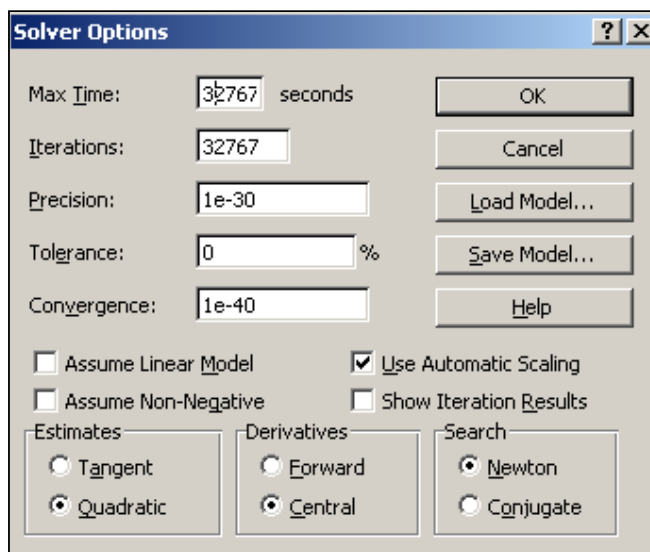 Solver Options
Max Time: 32767 seconds OK
Iterations: 32767 Cancel
Precision: 1e-30 Load Model...
Tolerance: 0 % Save Model...
Convergence: 1e-40 Help
Assume Linear Model Use Automatic Scaling
Assume Non-Negative Show Iteration Results
Estimates Derivatives Search
Tangent Forward Newton
Quadratic Central Conjugate